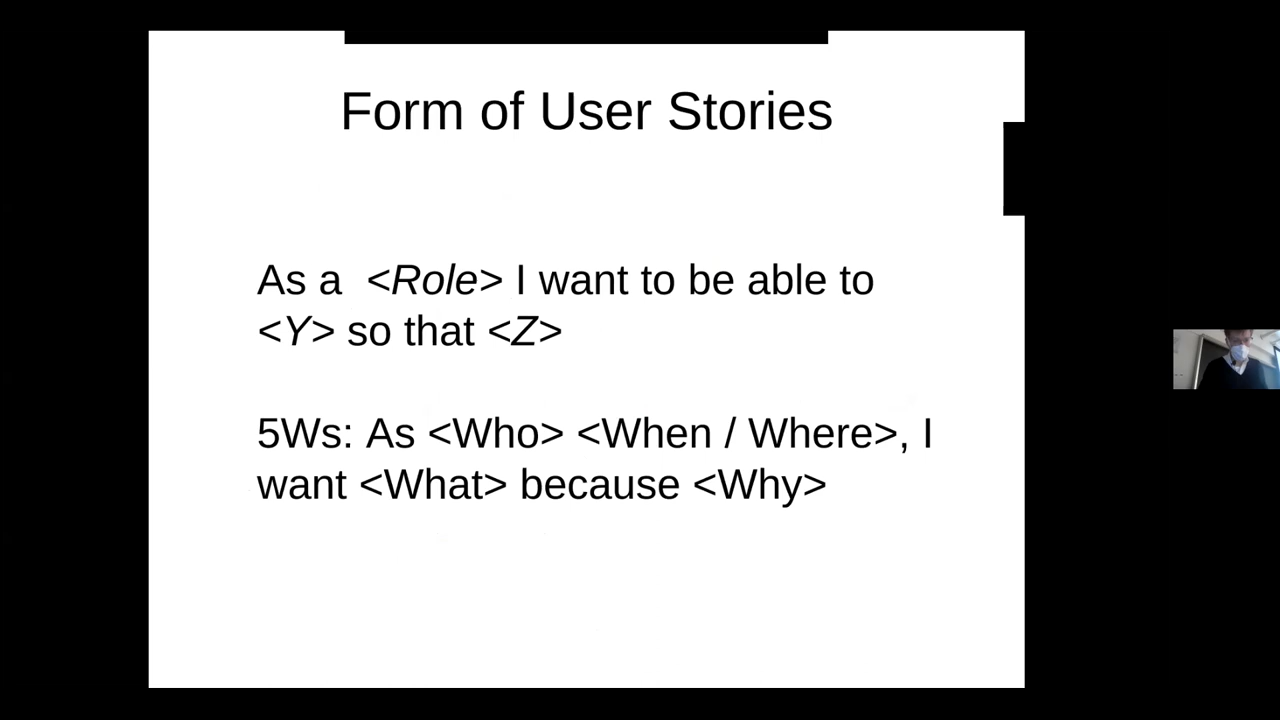 Form of User Stories
As a <Role> I want to be able to
<Y> so that <Z>
5Ws: As <Who> <When / Where>, I
want <What> because <Why>